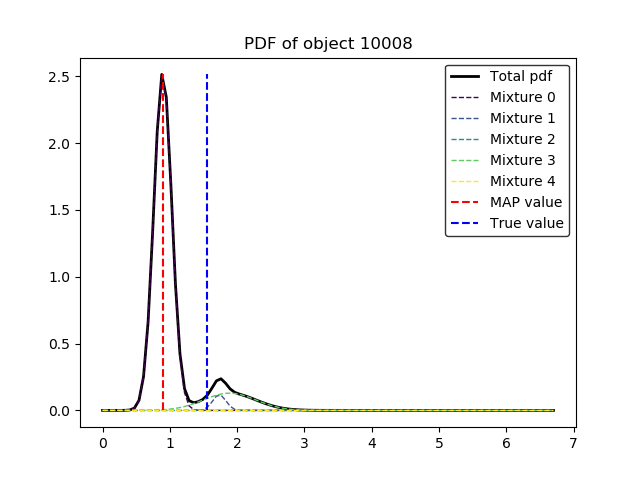 PDF of object 10008
Total pdf
Mixture 0
Mixture 1
Mixture 2
Mixture 3
Mixture 4
MAP value
True value
2.5
2.0
1.5
1.0
0.5
0.0
0 1 2 3 4 5 6 7